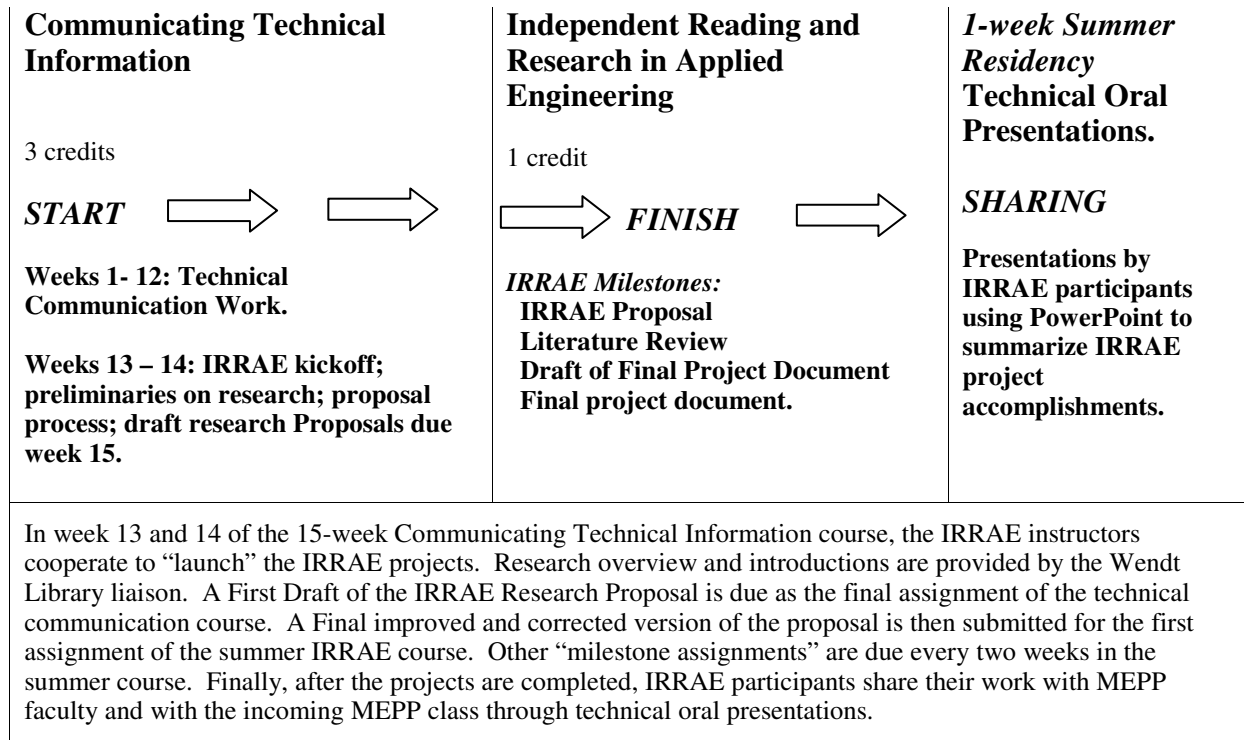 Communicating Technical
Information
3 credits
START
Weeks 1- 12: Technical
Communication Work.
Weeks 13 – 14: IRRAE kickoff;
preliminaries on research; proposal
process; draft research Proposals due
week 15.
Independent Reading and
Research in Applied
Engineering
1 credit
FINISH
IRRAE Milestones:
IRRAE Proposal
Literature Review
Draft of Final Project Document
Final project document.
1-week Summer
Residency
Technical Oral
Presentations.
SHARING
Presentations by
IRRAE participants
using PowerPoint to
summarize IRRAE
project
accomplishments.
In week 13 and 14 of the 15-week Communicating Technical Information course, the IRRAE instructors
cooperate to “launch” the IRRAE projects.  Research overview and introductions are provided by the Wendt
Library liaison.  A First Draft of the IRRAE Research Proposal is due as the final assignment of the technical
communication course.  A Final improved and corrected version of the proposal is then submitted for the first
assignment of the summer IRRAE course.  Other “milestone assignments” are due every two weeks in the
summer course.  Finally, after the projects are completed, IRRAE participants share their work with MEPP
faculty and with the incoming MEPP class through technical oral presentations.